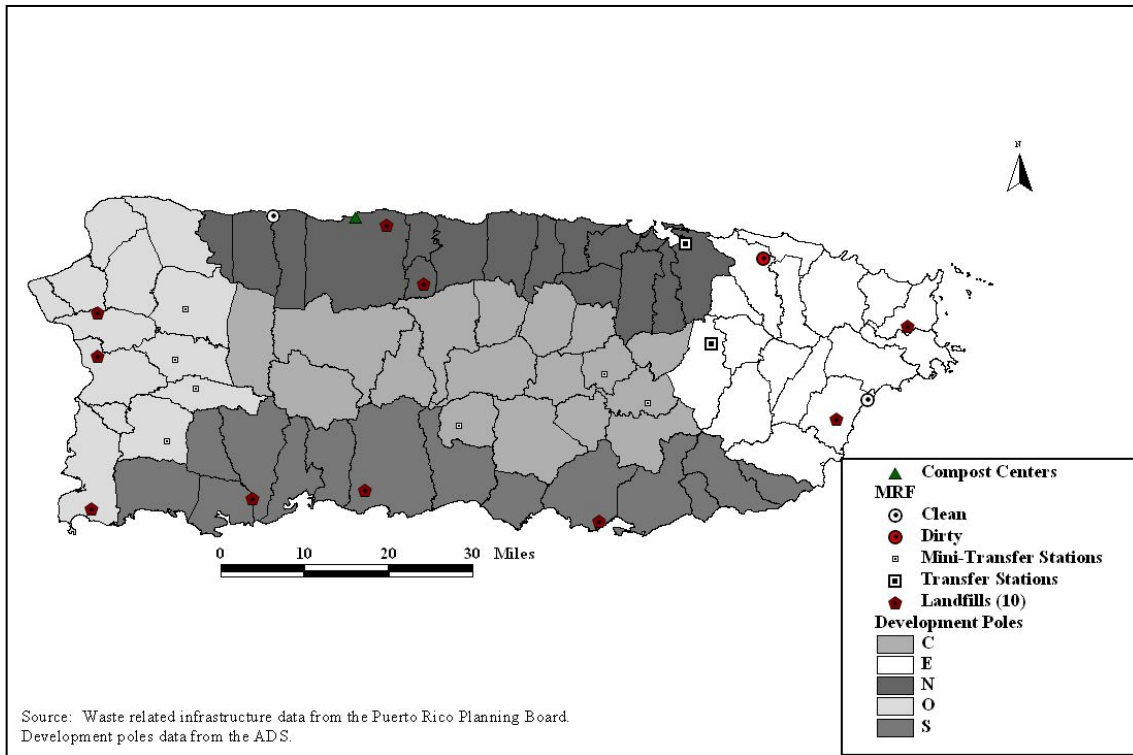 N
Compost Centers
MRF
Clean
Dirty
Mini-Transfer Stations
Transfer Stations
Landfills (10)
Development Poles
C
E
N
O
S
0 10 20 30 Miles
Source: Waste related infrastructure data from the Puerto Rico Planning Board.
Development poles data from the ADS.